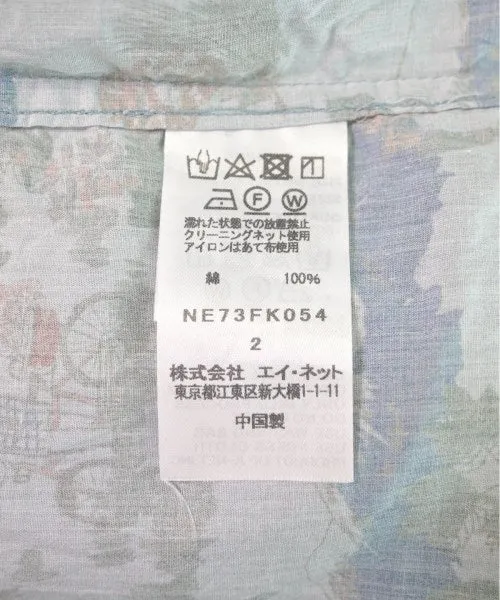 F W
濡れた状態での放置禁止
クリーニングネット使用
アイロンはあて布使用
綿 100%
NE73FK054
2
株式会社 エイ・ネット
東京都江東区新大橋1-1-11
中国製